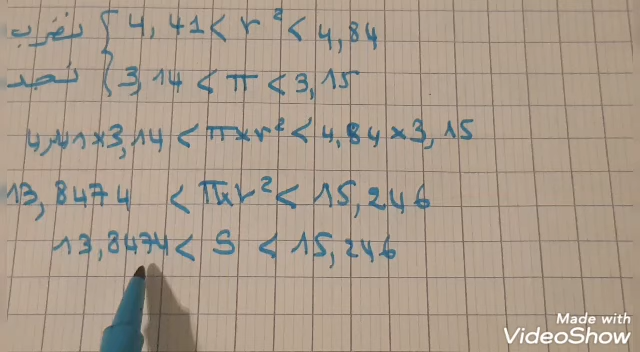 نضرب { 4,41 < r² < 4,84
نجد { 3,14 < π < 3,15
4,41 × 3,14 < π × r² < 4,84 × 3,15
13,8474 < π × r² < 15,246
13,8474 < S < 15,246
Made with
VideoShow